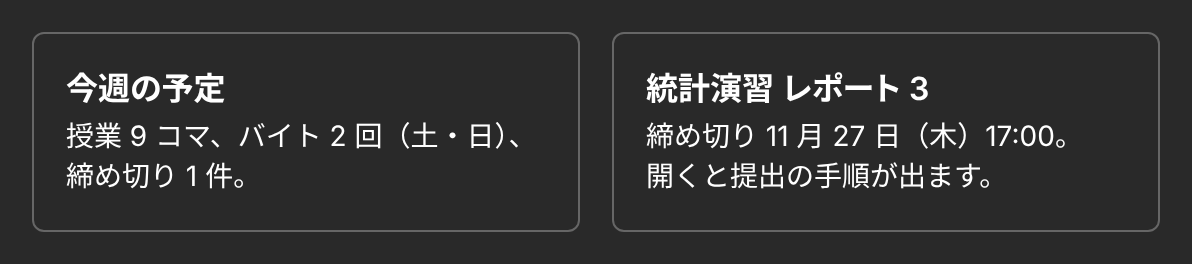 今週の予定
授業 9 コマ、バイト 2 回（土・日）、
締め切り 1 件。
統計演習 レポート 3
締め切り 11 月 27 日（木）17:00。
開くと提出の手順が出ます。